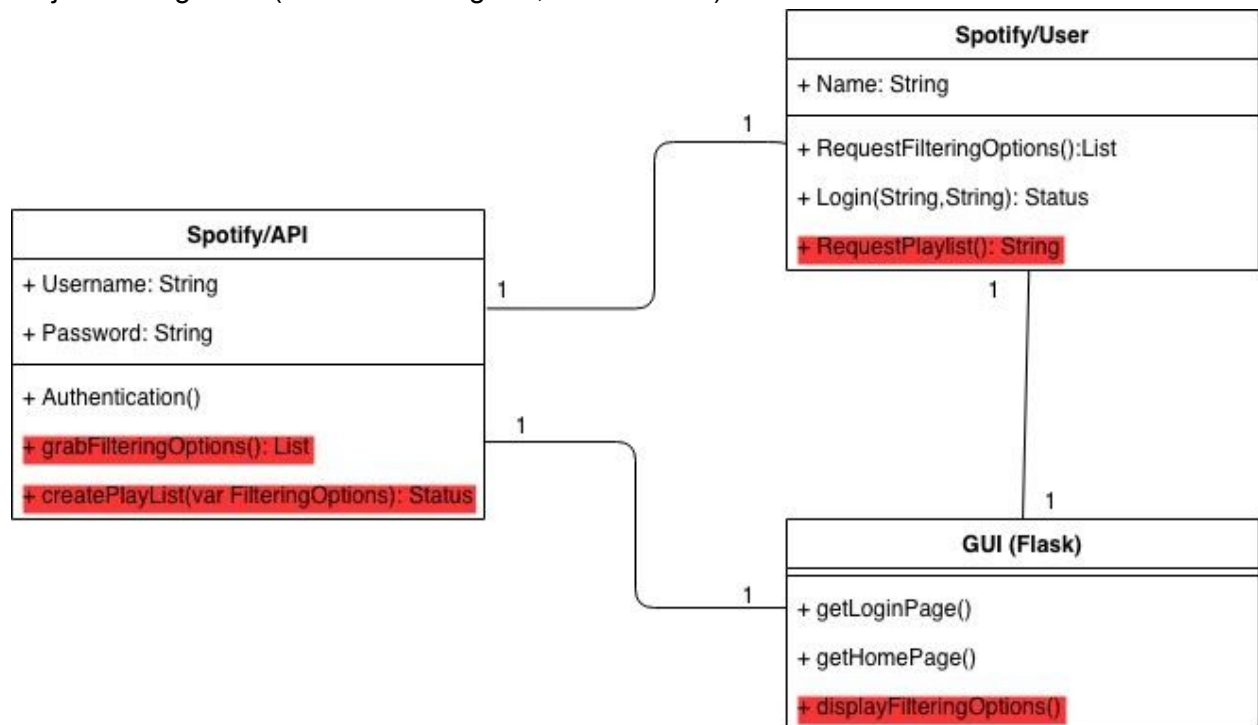 Spotify/User
+ Name: String
1
+ RequestFilteringOptions():List
+ Login(String,String): Status
+ RequestPlaylist(): String
Spotify/API
+ Username: String
+ Password: String
1
1
+ Authentication()
+ grabFilteringOptions(): List
+ createPlayList(var FilteringOptions): Status
1
1
GUI (Flask)
1
+ getLoginPage()
+ getHomePage()
+ displayFilteringOptions()